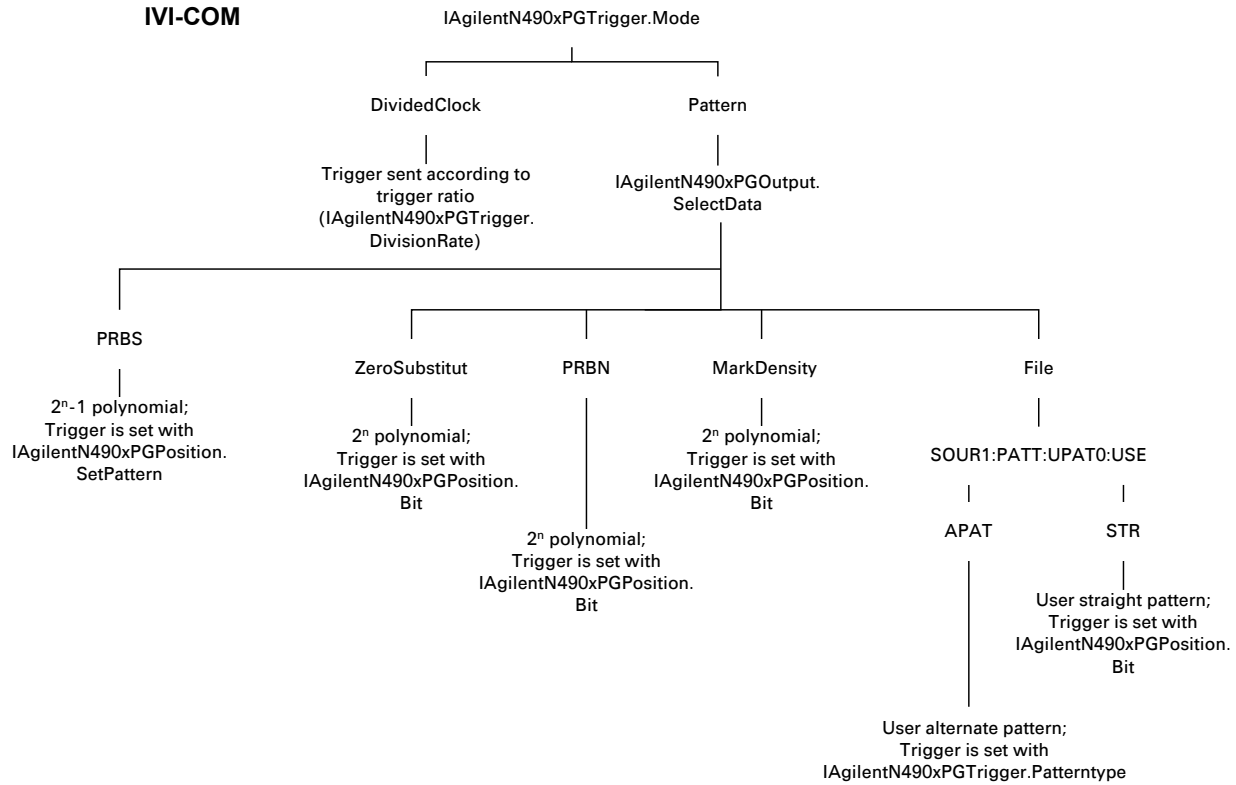 IVI-COM
IAgilentN490xPGTrigger.Mode
DividedClock
Pattern
Trigger sent according to
trigger ratio
(IAgilentN490xPGTrigger.
DivisionRate)
IAgilentN490xPGOutput.
SelectData
PRBS
ZeroSubstitut
PRBN
MarkDensity
File
2ⁿ-1 polynomial;
Trigger is set with
IAgilentN490xPGPosition.
SetPattern
2ⁿ polynomial;
Trigger is set with
IAgilentN490xPGPosition.
Bit
2ⁿ polynomial;
Trigger is set with
IAgilentN490xPGPosition.
Bit
2ⁿ polynomial;
Trigger is set with
IAgilentN490xPGPosition.
Bit
SOUR1:PATT:UPAT0:USE
APAT
STR
User straight pattern;
Trigger is set with
IAgilentN490xPGPosition.
Bit
User alternate pattern;
Trigger is set with
IAgilentN490xPGTrigger.Patterntype